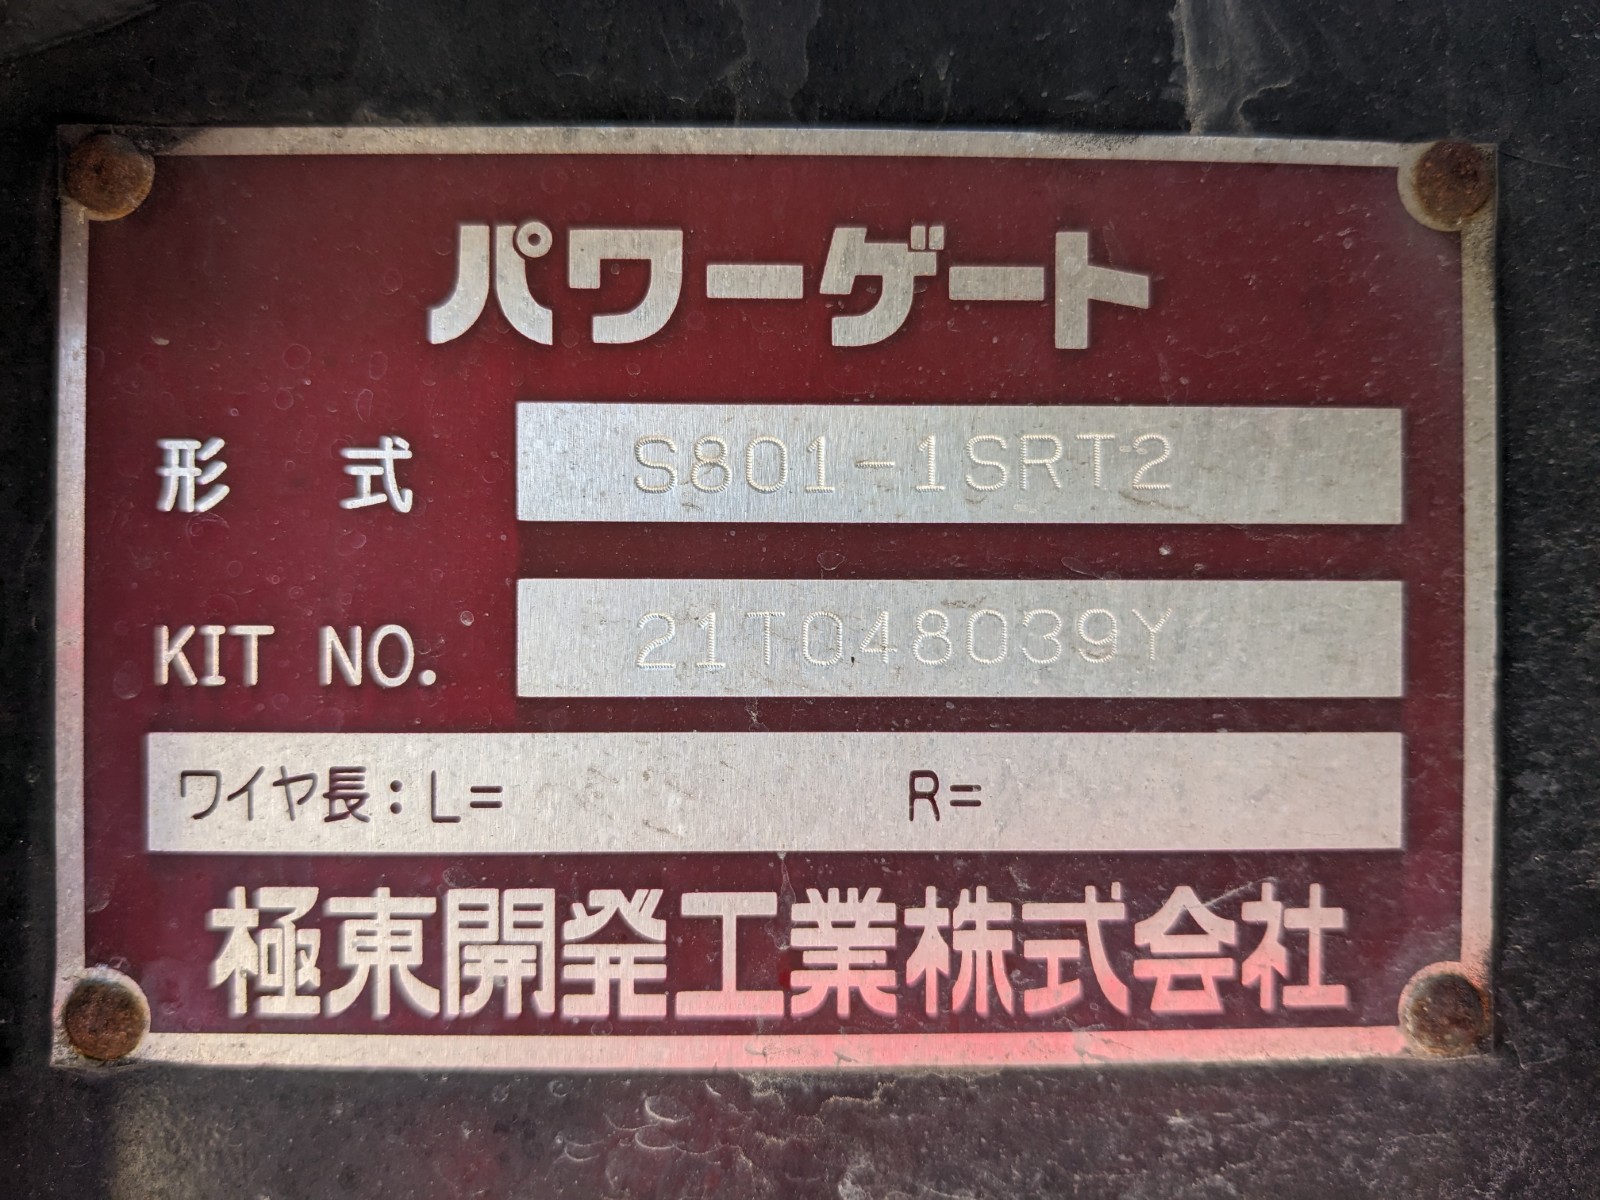 パワーゲート
形 式 S801-1SRT2
KIT NO. 21T048039Y
ワイヤ長：L= R=
極東開発工業株式会社